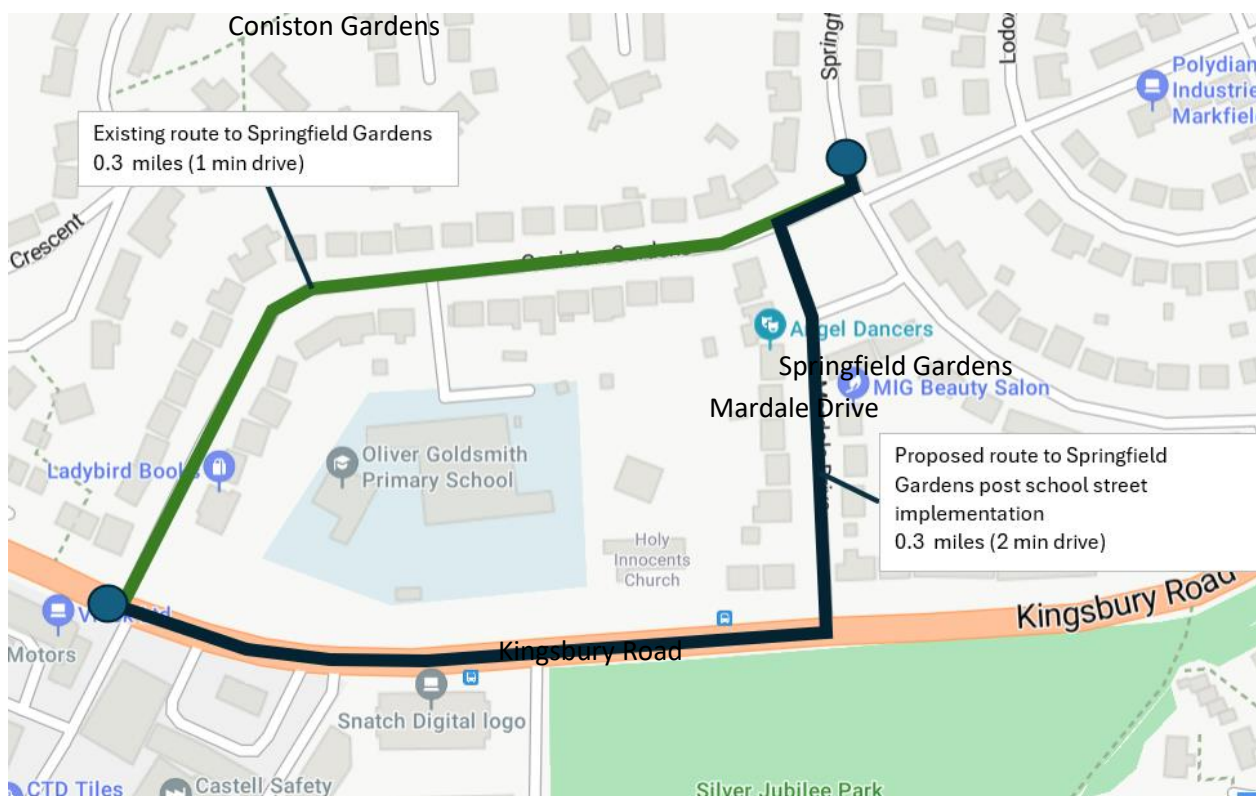 Coniston Gardens
Springf
Lodo
Polydian
Industrie
Markfiel
Existing route to Springfield Gardens
0.3 miles (1 min drive)
Crescent
Angel Dancers
Springfield Gardens
MIG Beauty Salon
Mardale Drive
Ladybird Books
Oliver Goldsmith
Primary School
Proposed route to Springfield
Gardens post school street
implementation
0.3 miles (2 min drive)
Holy
Innocents
Church
Kingsbury Road
Motors
Kingsbury Road
Snatch Digital logo
CTD Tiles
Castell Safety
Silver Jubilee Park